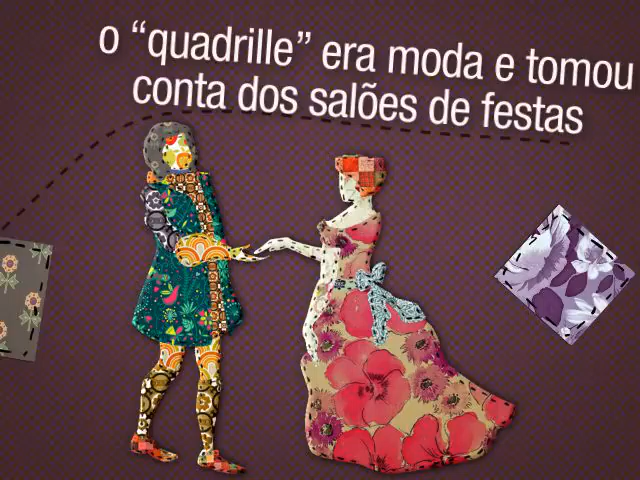 o “quadrille” era moda e tomou
conta dos salões de festas